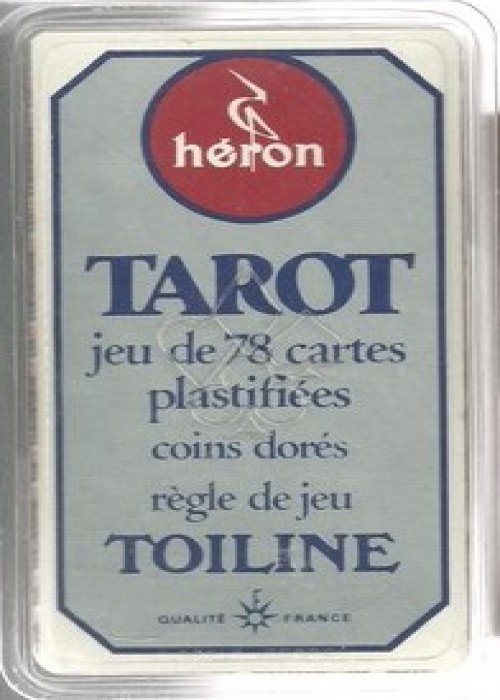 héron
TAROT
jeu de 78 cartes
plastifiées
coins dorés
règle de jeu
TOILINE
F
QUALITÉ FRANCE